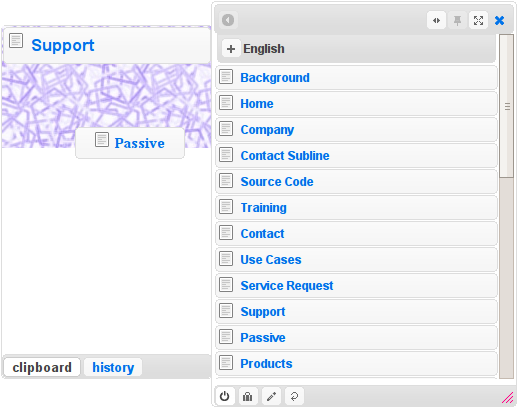 Support
Passive
clipboard
history
English
Background
Home
Company
Contact Subline
Source Code
Training
Contact
Use Cases
Service Request
Support
Passive
Products